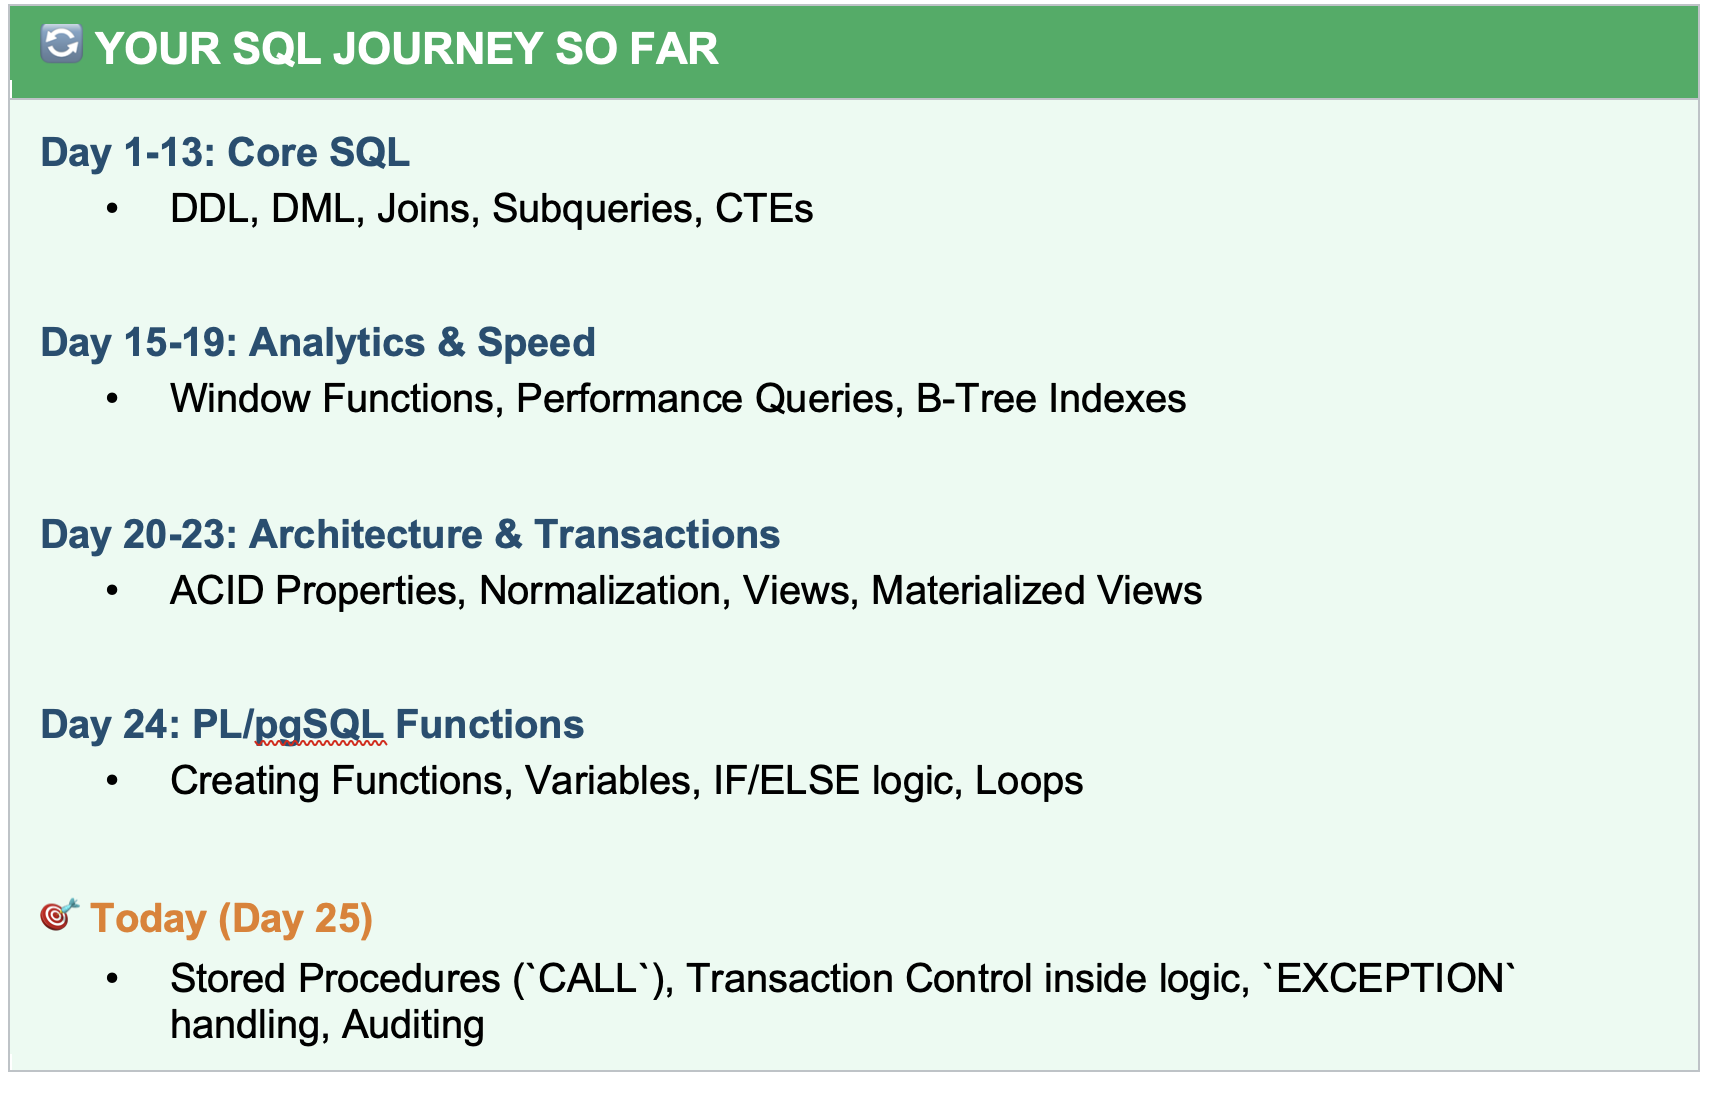 YOUR SQL JOURNEY SO FAR
Day 1-13: Core SQL
• DDL, DML, Joins, Subqueries, CTEs
Day 15-19: Analytics & Speed
• Window Functions, Performance Queries, B-Tree Indexes
Day 20-23: Architecture & Transactions
• ACID Properties, Normalization, Views, Materialized Views
Day 24: PL/pgSQL Functions
• Creating Functions, Variables, IF/ELSE logic, Loops
Today (Day 25)
• Stored Procedures (`CALL`), Transaction Control inside logic, `EXCEPTION`
handling, Auditing